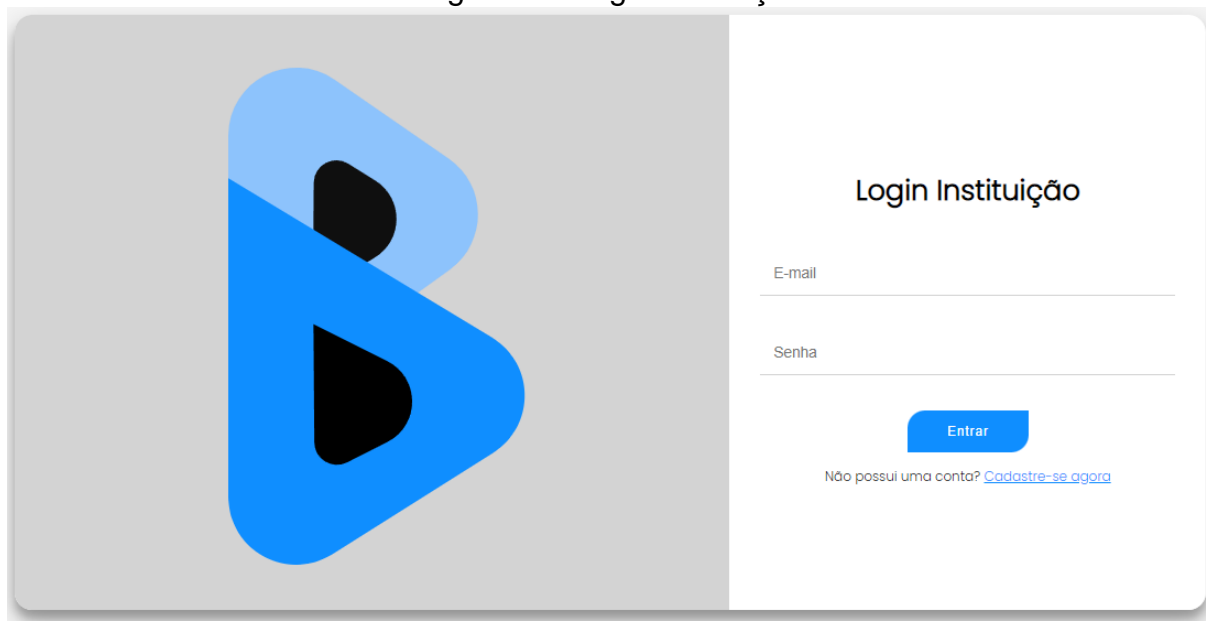 Login Instituição
E-mail
Senha
Entrar
Não possui uma conta? Cadastre-se agora